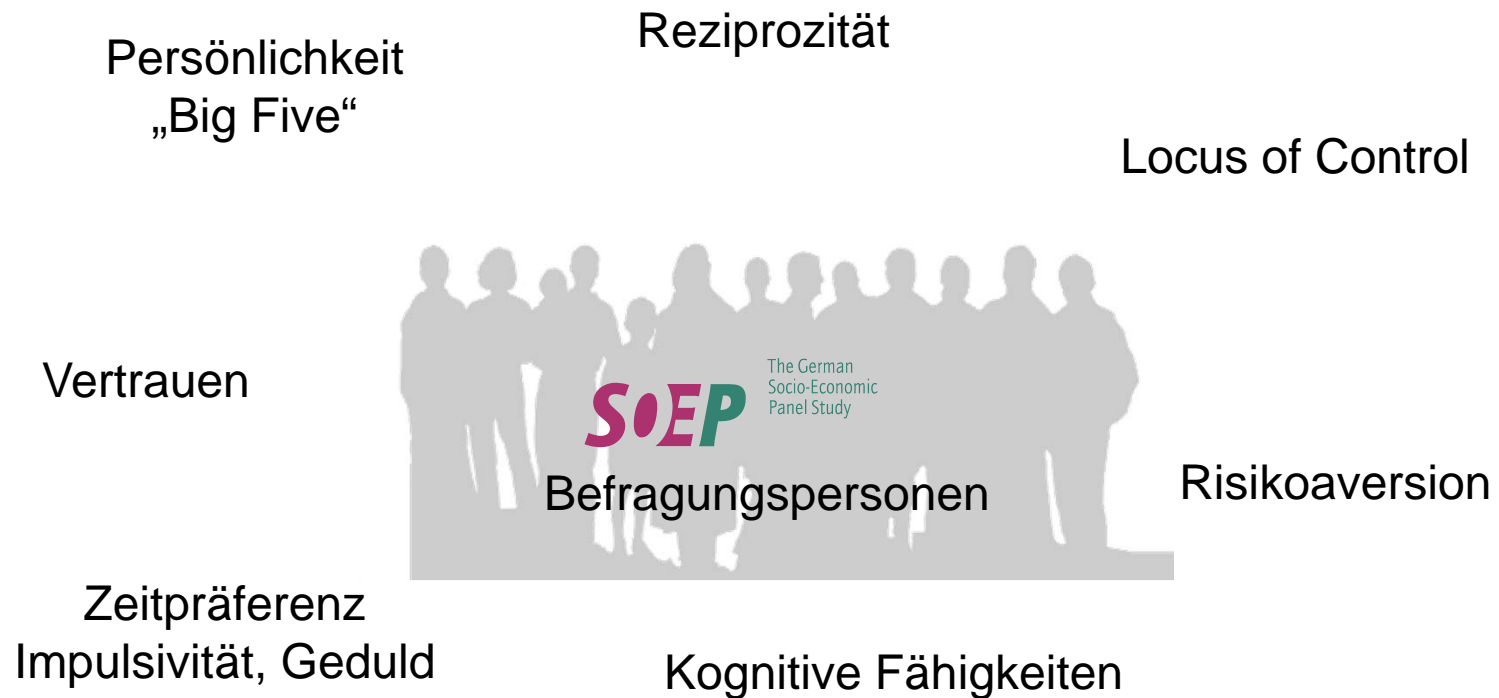 Reziprozität
Persönlichkeit
„Big Five“
Locus of Control
Vertrauen
SOEP
The German
Socio-Economic
Panel Study
Befragungspersonen
Risikoaversion
Zeitpräferenz
Impulsivität, Geduld
Kognitive Fähigkeiten